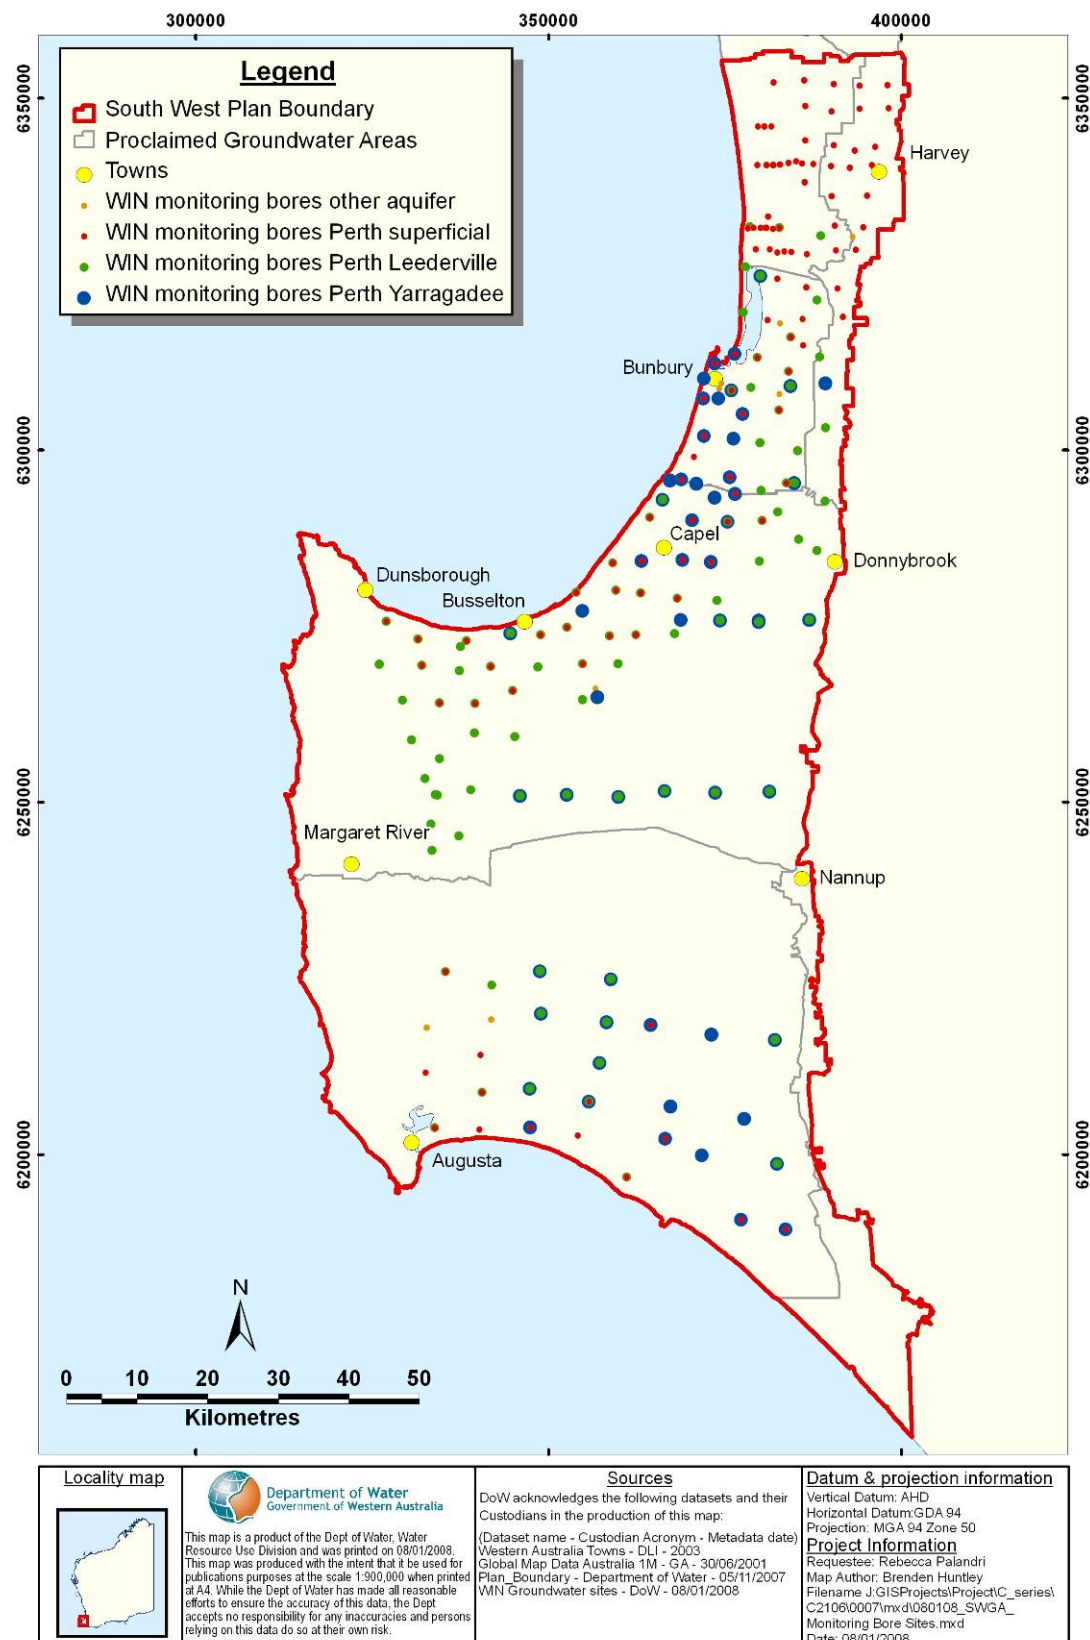 300000
350000
400000
6350000
6350000
Legend
South West Plan Boundary
Proclaimed Groundwater Areas
Towns
WIN monitoring bores other aquifer
WIN monitoring bores Perth superficial
WIN monitoring bores Perth Leederville
WIN monitoring bores Perth Yarragadee
Harvey
Bunbury
6300000
6300000
Capel
Donnybrook
Dunsborough
Busselton
6250000
6250000
Margaret River
Nannup
6200000
6200000
Augusta
N
0 10 20 30 40 50
Kilometres
Locality map
Department of Water
Government of Western Australia
This map is a product of the Dept of Water, Water
Resource Use Division and was printed on 08/01/2008.
This map was produced with the intent that it be used for
publications purposes at the scale 1:900,000 when printed
at A4. While the Dept of Water has made all reasonable
efforts to ensure the accuracy of this data, the Dept
accepts no responsibility for any inaccuracies and persons
relying on this data do so at their own risk.
Sources
DoW acknowledges the following datasets and their
Custodians in the production of this map:
(Dataset name - Custodian Acronym - Metadata date)
Western Australia Towns - DLI - 2003
Global Map Data Australia 1M - GA - 30/06/2001
Plan_Boundary - Department of Water - 05/11/2007
WIN Groundwater sites - DoW - 08/01/2008
Datum & projection information
Vertical Datum: AHD
Horizontal Datum:GDA 94
Projection: MGA 94 Zone 50
Project Information
Requestee: Rebecca Palandri
Map Author: Brenden Huntley
Filename J:GISProjects\Project\C_series\
C2106\0007\mxd\080108_SWGA_
Monitoring Bore Sites.mxd
Date: 08/01/2008